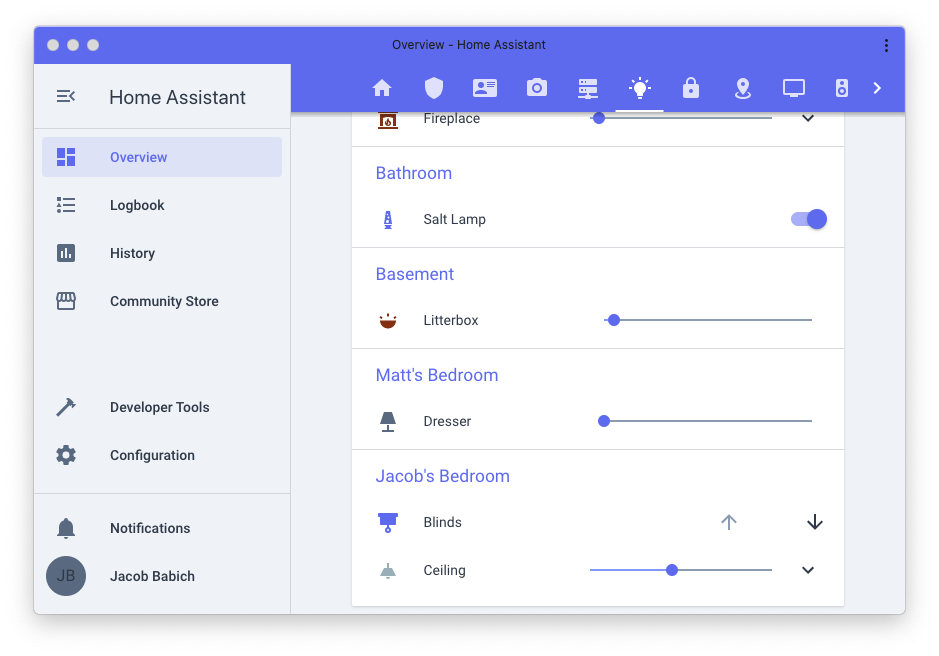 Overview - Home Assistant
Home Assistant
Overview
Logbook
History
Community Store
Developer Tools
Configuration
Notifications
JB
Jacob Babich
Fireplace
Bathroom
Salt Lamp
Basement
Litterbox
Matt's Bedroom
Dresser
Jacob's Bedroom
Blinds
Ceiling